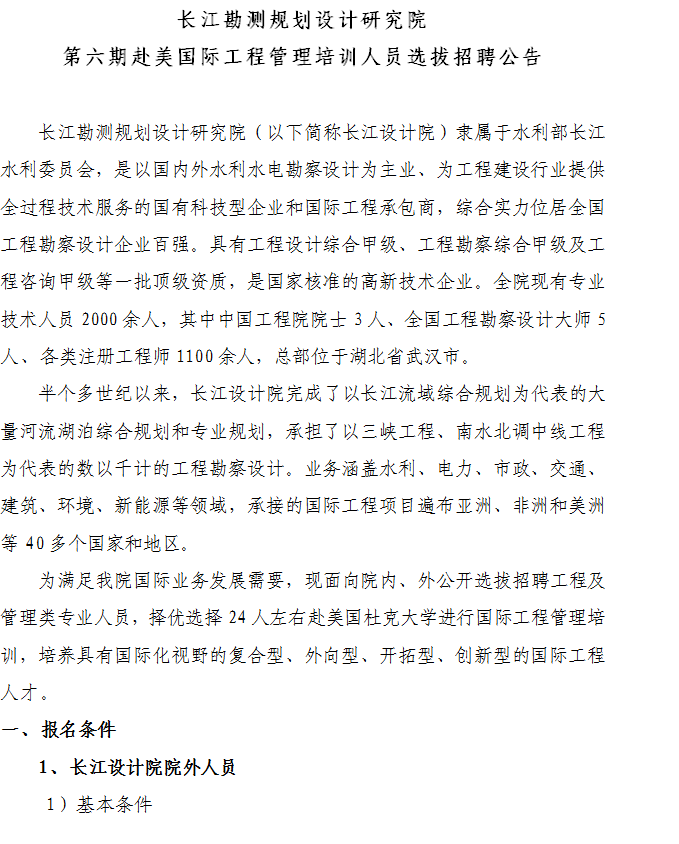 长江勘测规划设计研究院
第六期赴美国际工程管理培训人员选拔招聘公告
长江勘测规划设计研究院（以下简称长江设计院）隶属于水利部长江
水利委员会，是以国内外水利水电勘察设计为主业、为工程建设行业提供
全过程技术服务的国有科技型企业和国际工程承包商，综合实力位居全国
工程勘察设计企业百强。具有工程设计综合甲级、工程勘察综合甲级及工
程咨询甲级等一批顶级资质，是国家核准的高新技术企业。全院现有专业
技术人员 2000 余人，其中中国工程院院士 3 人、全国工程勘察设计大师 5
人、各类注册工程师 1100 余人，总部位于湖北省武汉市。
半个多世纪以来，长江设计院完成了以长江流域综合规划为代表的大
量河流湖泊综合规划和专业规划，承担了以三峡工程、南水北调中线工程
为代表的数以千计的工程勘察设计。业务涵盖水利、电力、市政、交通、
建筑、环境、新能源等领域，承接的国际工程项目遍布亚洲、非洲和美洲
等 40 多个国家和地区。
为满足我院国际业务发展需要，现面向院内、外公开选拔招聘工程及
管理类专业人员，择优选择 24 人左右赴美国杜克大学进行国际工程管理培
训，培养具有国际化视野的复合型、外向型、开拓型、创新型的国际工程
人才。
一、报名条件
1、长江设计院院外人员
1）基本条件